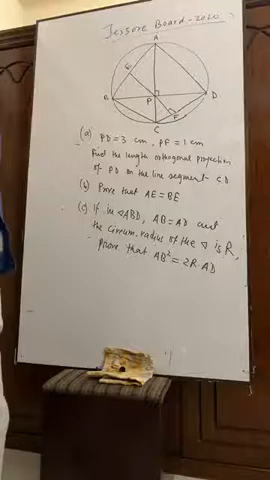 Jessore Board-2020
A
E
B
P
D
F
C
(a) PD=3 cm, PF=1cm
Find the length orthogonal projection
of PD on the line segment CD
(b) Prove that AE=BE
(c) If in △ABD, AB=AD and
the circum.radius of the ▽ is R,
prove that AB²=2R.AD